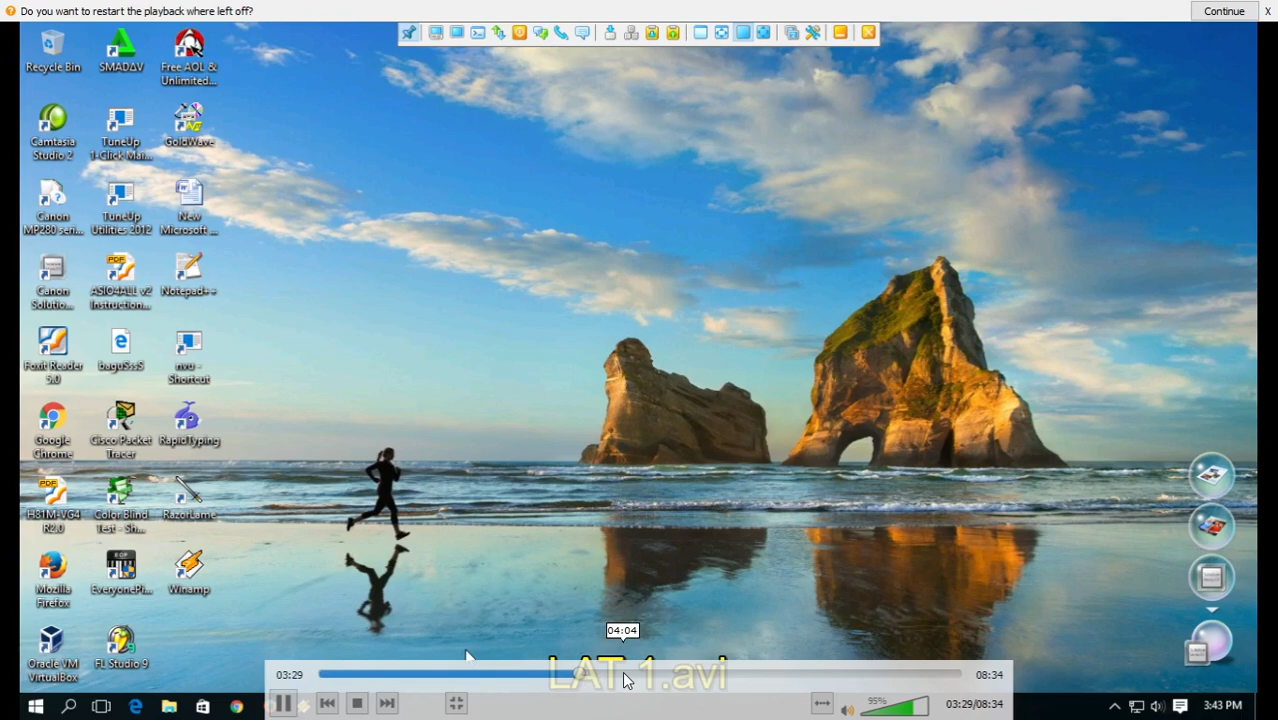 Do you want to restart the playback where left off?
Continue
X
Recycle Bin
SMADΔV
Free AOL &
Unlimited...
Camtasia
Studio 2
TuneUp
1-Click Mai...
GoldWave
Canon
MP280 seri...
TuneUp
Utilities 2012
New
Microsoft ...
Canon
Solutio...
ASIO4ALL v2
Instruction...
Notepad++
Foxit Reader
5.0
baguSsSsS
nvu -
Shortcut
Google
Chrome
Cisco Packet
Tracer
RapidTyping
H81M-VG4
R2.0
Color Blind
Test - Sh...
RazorLame
Mozilla
Firefox
EveryonePi...
Winamp
Oracle VM
VirtualBox
FL Studio 9
04:04
03:29
LAT 1.avi
08:34
95%
03:29/08:34
3:43 PM